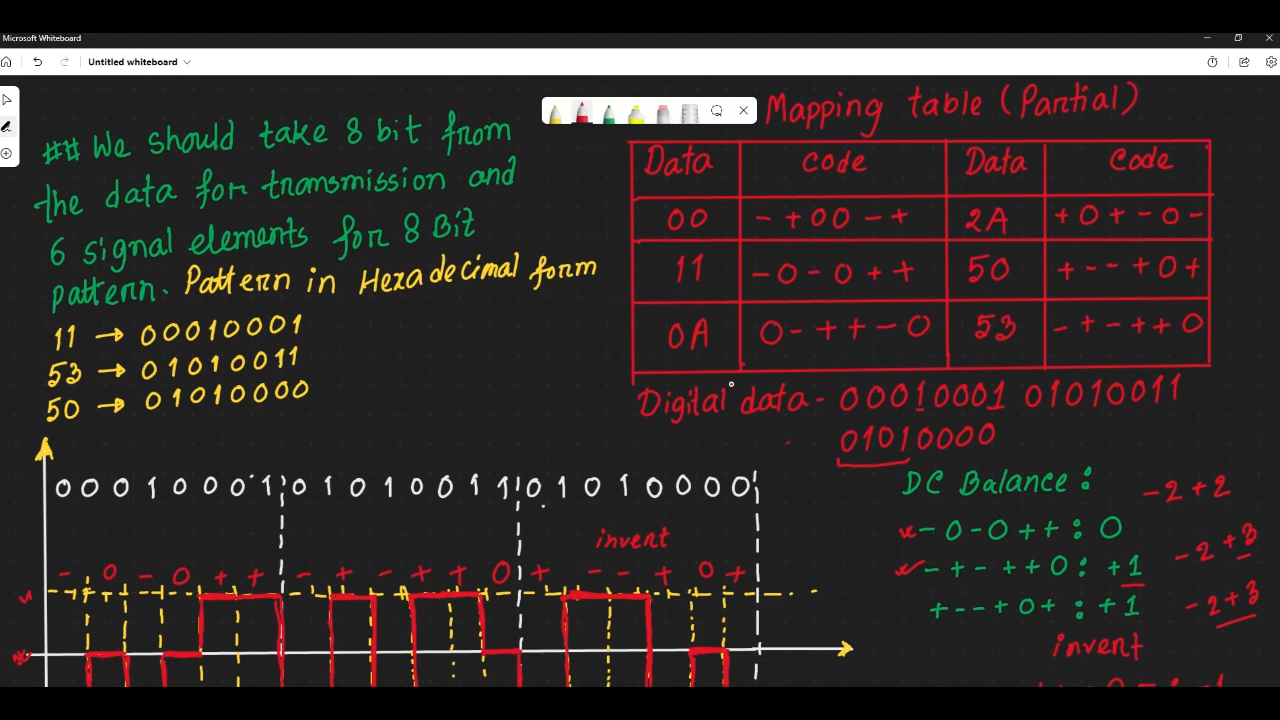 Microsoft Whiteboard
Untitled whiteboard
## We should take 8 bit from
the data for transmission and
6 signal elements for 8 Bit
pattern. Pattern in Hexadecimal form
11 → 00010001
53 → 01010011
50 → 01010000
Mapping table (Partial)
Data code Data Code
00 -+00-+ 2A +0+-0-
11 -0-0++ 50 +--+0+
0A 0-++-0 53 -+-++0
Digital data - 00010001 01010011
01010000
DC Balance :
-0-0++ : 0
-2+2
-+-++0 : +1
-2+3
+--+0+ : +1
-2+3
invent
0 0 0 1 0 0 0 1 0 1 0 1 0 0 1 1 0 1 0 1 0 0 0 0
invent
- 0 - 0 + + - + - + + 0 + - - + 0 +